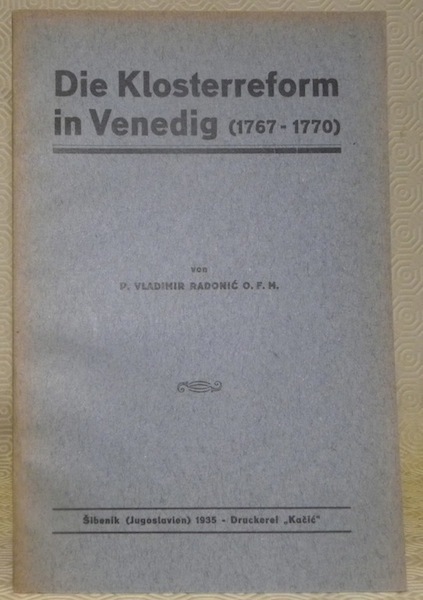 Die Klosterreform
in Venedig (1767 - 1770)
von
P. VLADIMIR RADONIĆ O. F. M.
Šibenik (Jugoslavien) 1935 - Druckerei „Kačić“